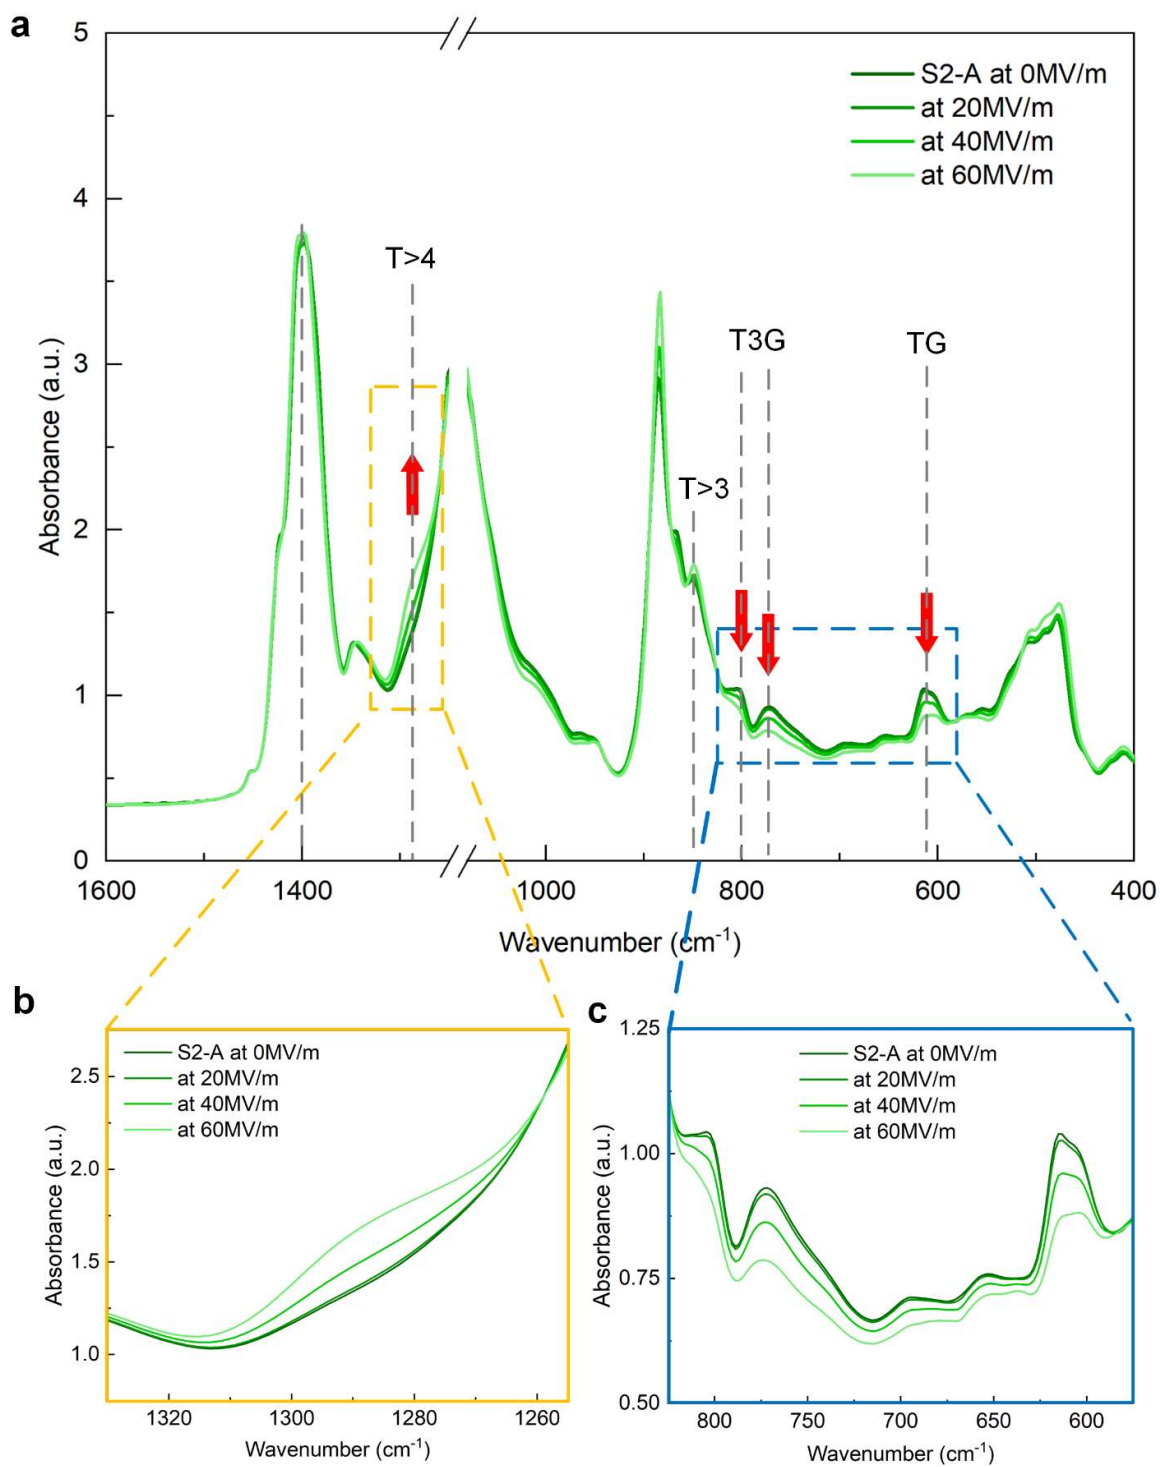 a
5
4
3
2
1
0
Absorbance (a.u.)
S2-A at 0MV/m
at 20MV/m
at 40MV/m
at 60MV/m
T>4
T3G
TG
T>3
1600
1400
1000
800
600
400
Wavenumber (cm-1)
b
S2-A at 0MV/m
at 20MV/m
at 40MV/m
at 60MV/m
2.5
2.0
1.5
1.0
Absorbance (a.u.)
1320
1300
1280
1260
Wavenumber (cm-1)
c
1.25
1.00
0.75
0.50
Absorbance (a.u.)
S2-A at 0MV/m
at 20MV/m
at 40MV/m
at 60MV/m
800
750
700
650
600
Wavenumber (cm-1)